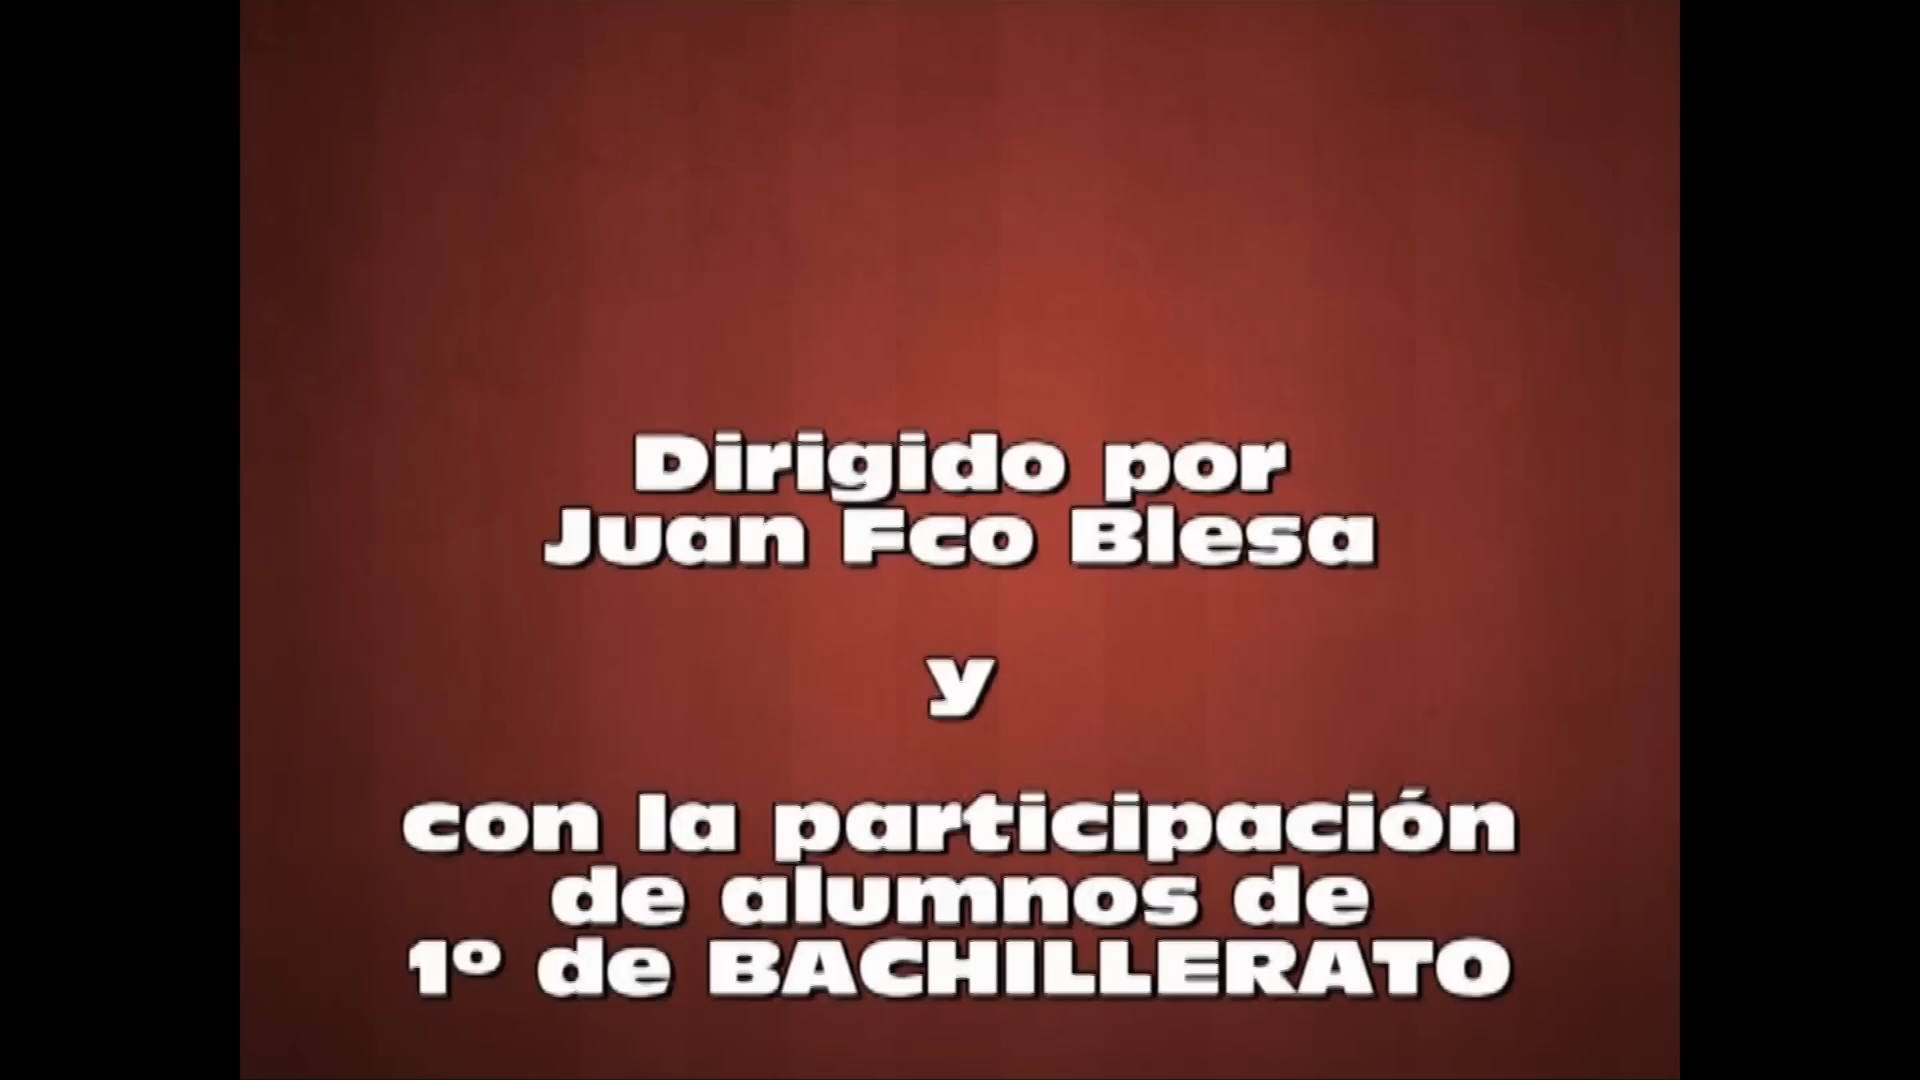 Dirigido por
Juan Fco Blesa
y
con la participación
de alumnos de
1º de BACHILLERATO